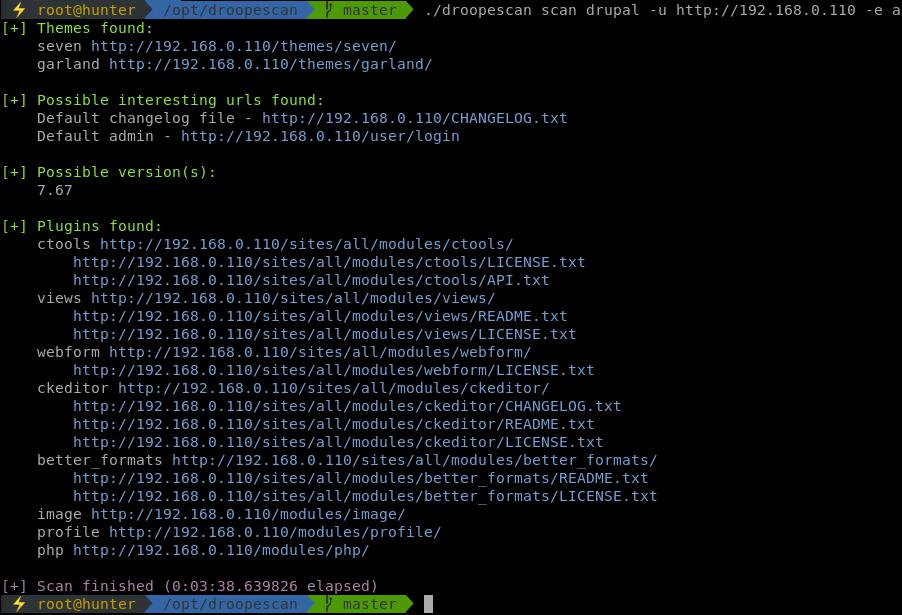 ⚡ root@hunter /opt/droopescan master ./droopescan scan drupal -u http://192.168.0.110 -e a
[+] Themes found:
seven http://192.168.0.110/themes/seven/
garland http://192.168.0.110/themes/garland/
[+] Possible interesting urls found:
Default changelog file - http://192.168.0.110/CHANGELOG.txt
Default admin - http://192.168.0.110/user/login
[+] Possible version(s):
7.67
[+] Plugins found:
ctools http://192.168.0.110/sites/all/modules/ctools/
http://192.168.0.110/sites/all/modules/ctools/LICENSE.txt
http://192.168.0.110/sites/all/modules/ctools/API.txt
views http://192.168.0.110/sites/all/modules/views/
http://192.168.0.110/sites/all/modules/views/README.txt
http://192.168.0.110/sites/all/modules/views/LICENSE.txt
webform http://192.168.0.110/sites/all/modules/webform/
http://192.168.0.110/sites/all/modules/webform/LICENSE.txt
ckeditor http://192.168.0.110/sites/all/modules/ckeditor/
http://192.168.0.110/sites/all/modules/ckeditor/CHANGELOG.txt
http://192.168.0.110/sites/all/modules/ckeditor/README.txt
http://192.168.0.110/sites/all/modules/ckeditor/LICENSE.txt
better_formats http://192.168.0.110/sites/all/modules/better_formats/
http://192.168.0.110/sites/all/modules/better_formats/README.txt
http://192.168.0.110/sites/all/modules/better_formats/LICENSE.txt
image http://192.168.0.110/modules/image/
profile http://192.168.0.110/modules/profile/
php http://192.168.0.110/modules/php/
[+] Scan finished (0:03:38.639826 elapsed)
⚡ root@hunter /opt/droopescan master